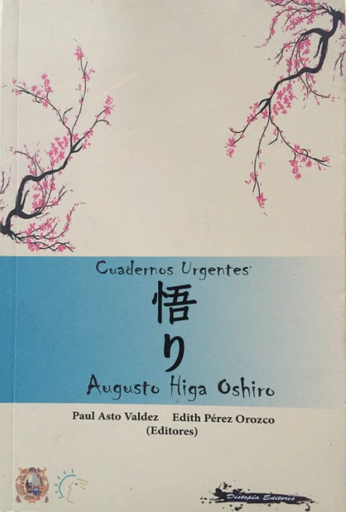 Cuadernos Urgentes
悟
り
Augusto Higa Oshiro
Paul Asto Valdez Edith Pérez Orozco
(Editores)
Distopía Editores